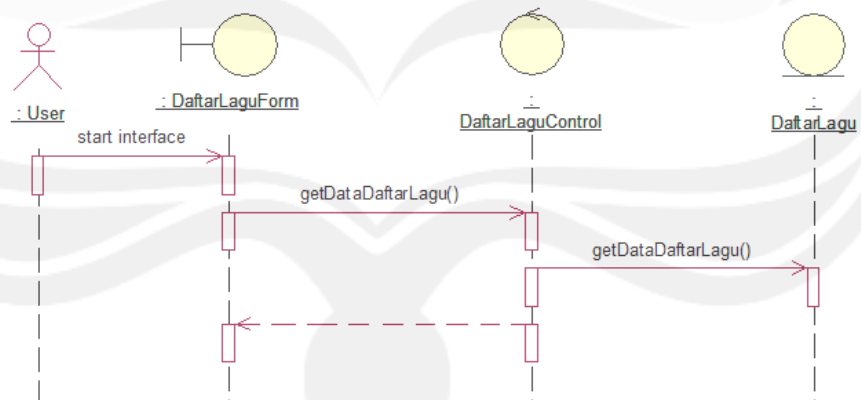 : User
: DaftarLaguForm
:
DaftarLaguControl
:
DaftarLagu
start interface
getDataDaftarLagu()
getDataDaftarLagu()